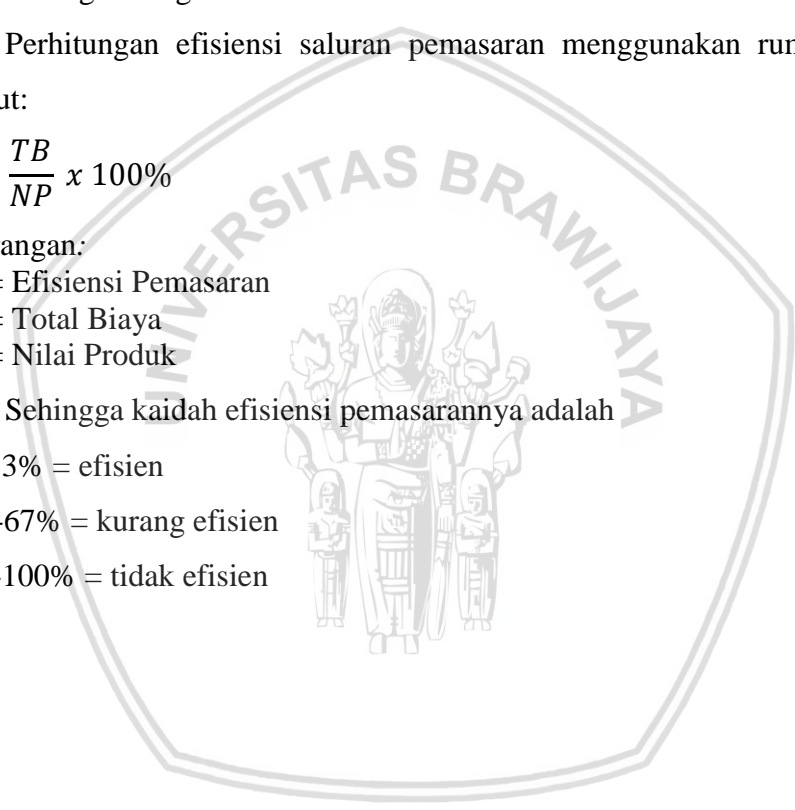 Perhitungan efisiensi saluran pemasaran menggunakan
ut:
TB
NP x 100%
angan:
= Efisiensi Pemasaran
= Total Biaya
= Nilai Produk
Sehingga kaidah efisiensi pemasarannya adalah
3% = efisien
-67% = kurang efisien
-100% = tidak efisien
UNIVERSITAS BRAWIJAYA